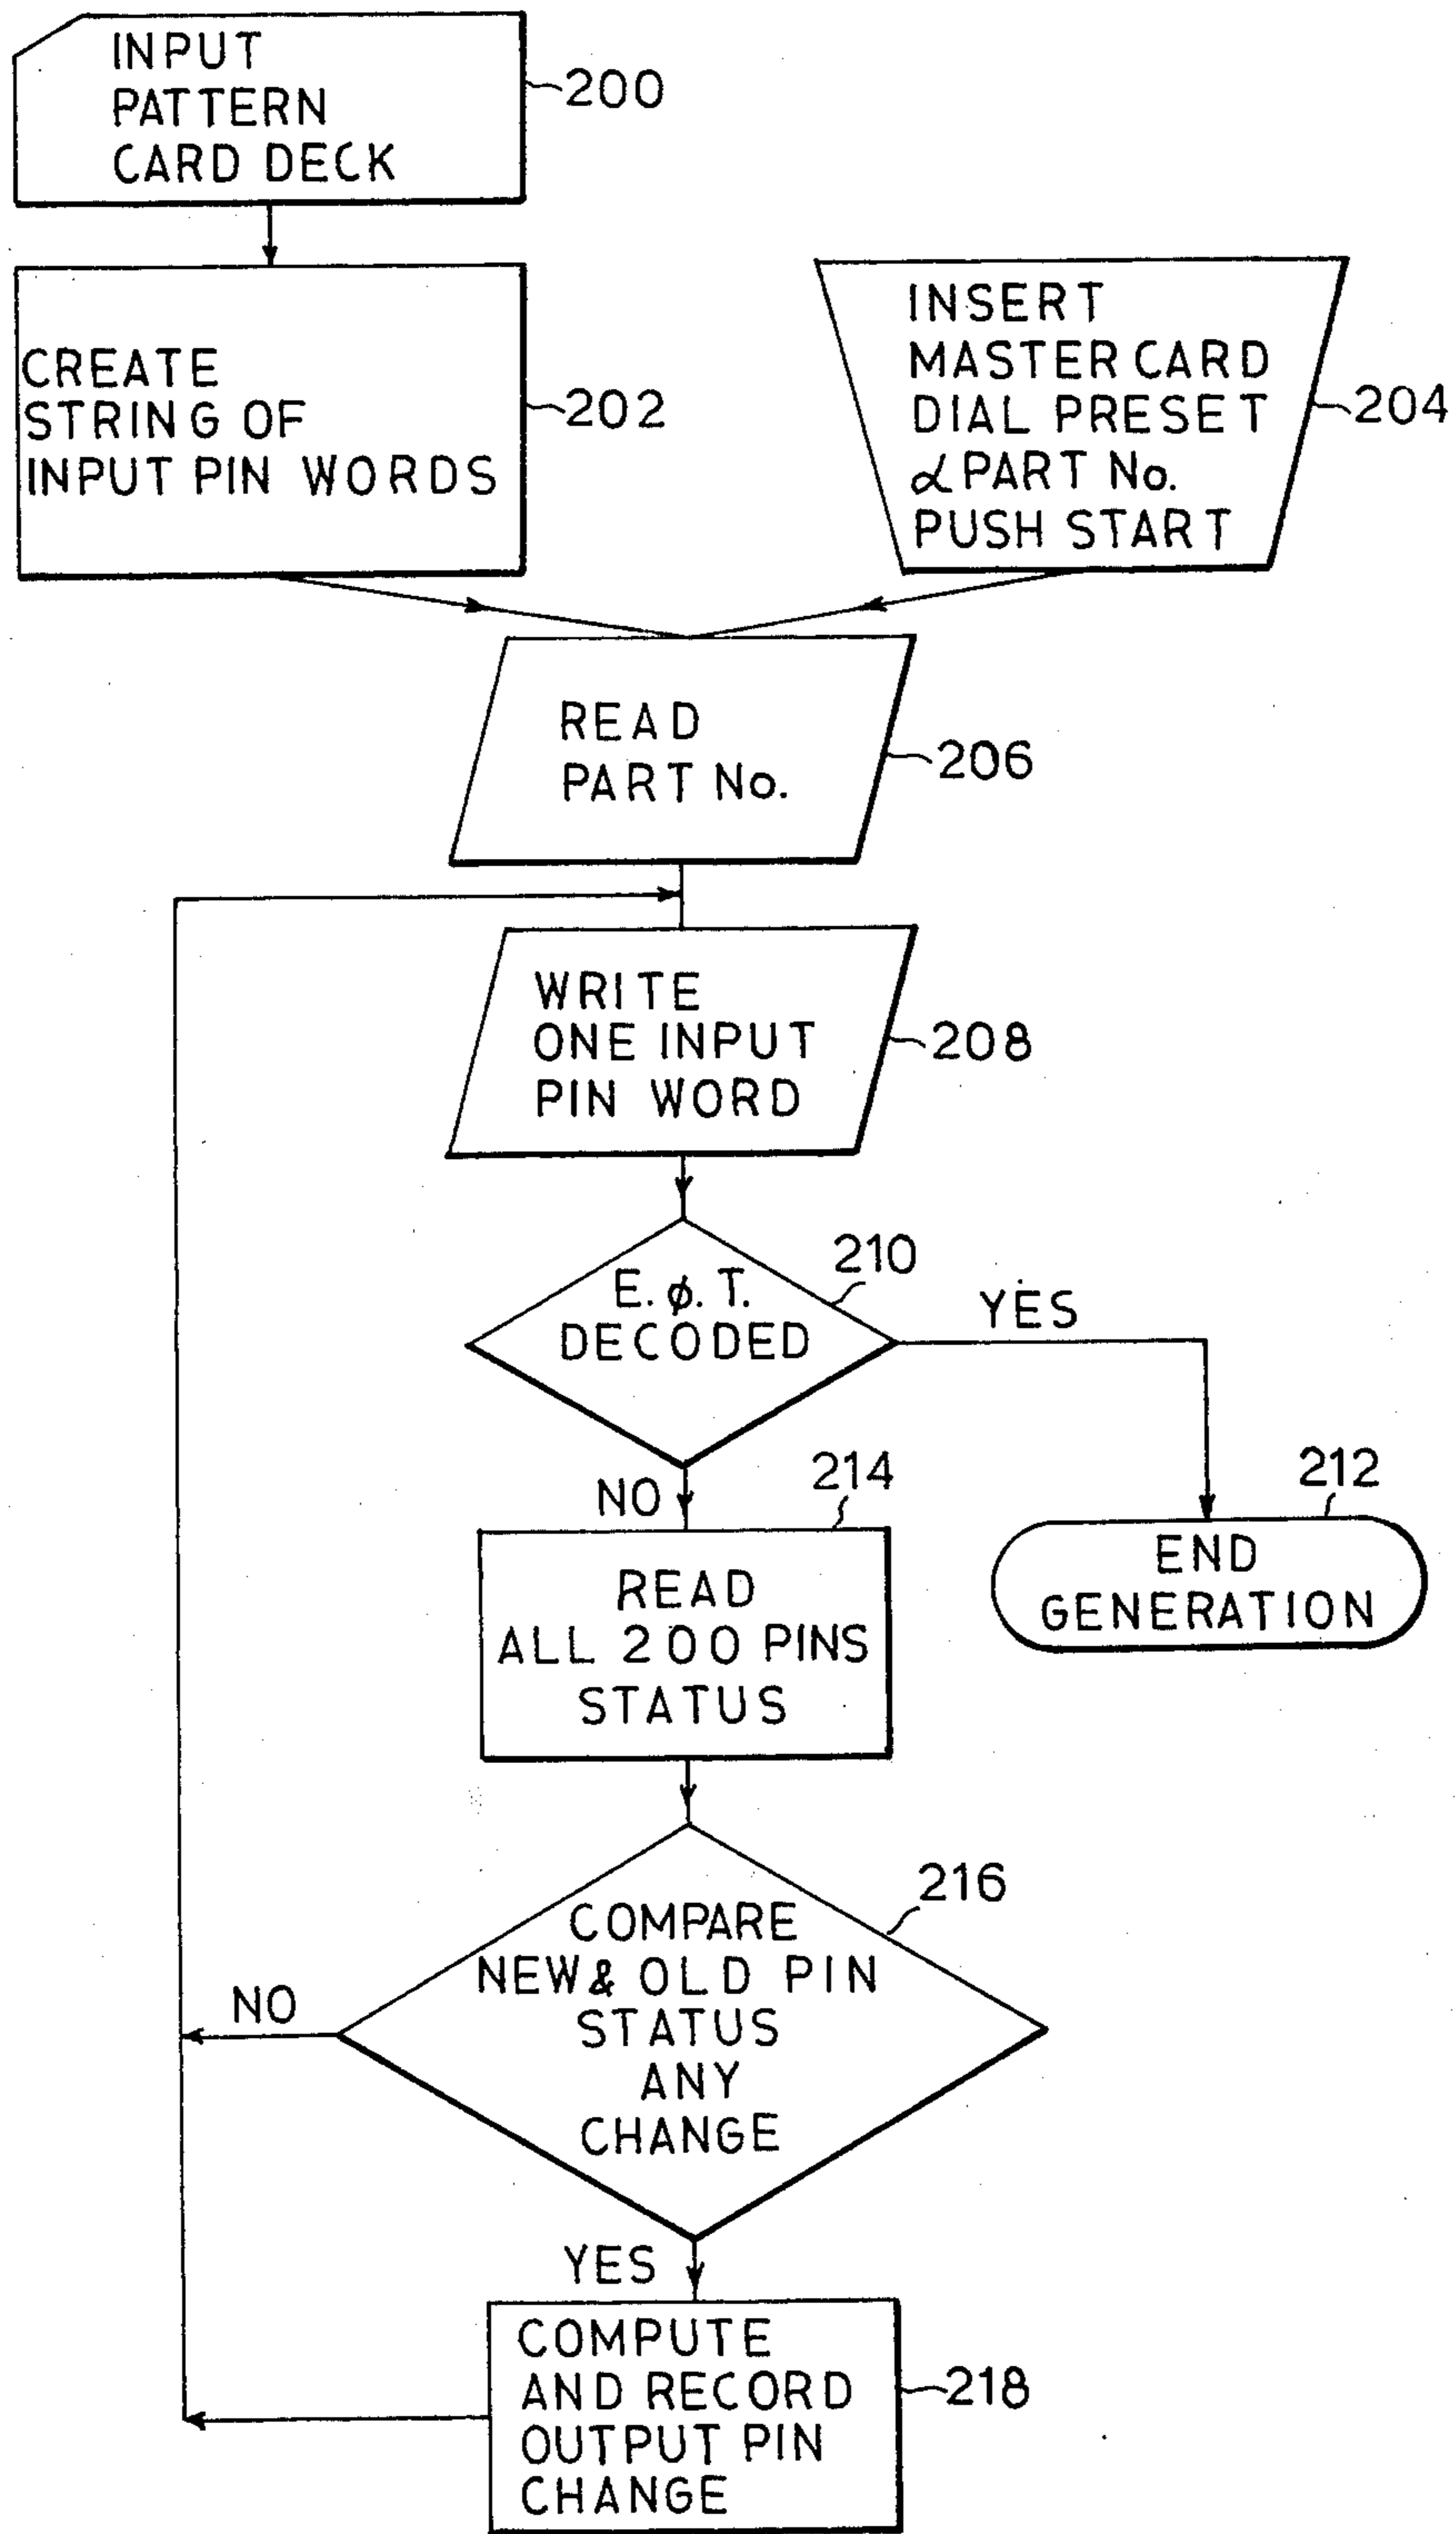 INPUT
PATTERN
CARD DECK
200
CREATE
STRING OF
INPUT PIN WORDS
202
INSERT
MASTER CARD
DIAL PRESET
& PART No.
PUSH START
204
READ
PART No.
206
WRITE
ONE INPUT
PIN WORD
208
E. ø. T.
DECODED
210
YES
NO
END
GENERATION
212
READ
ALL 200 PINS
STATUS
214
COMPARE
NEW & OLD PIN
STATUS
ANY
CHANGE
216
NO
YES
COMPUTE
AND RECORD
OUTPUT PIN
CHANGE
218